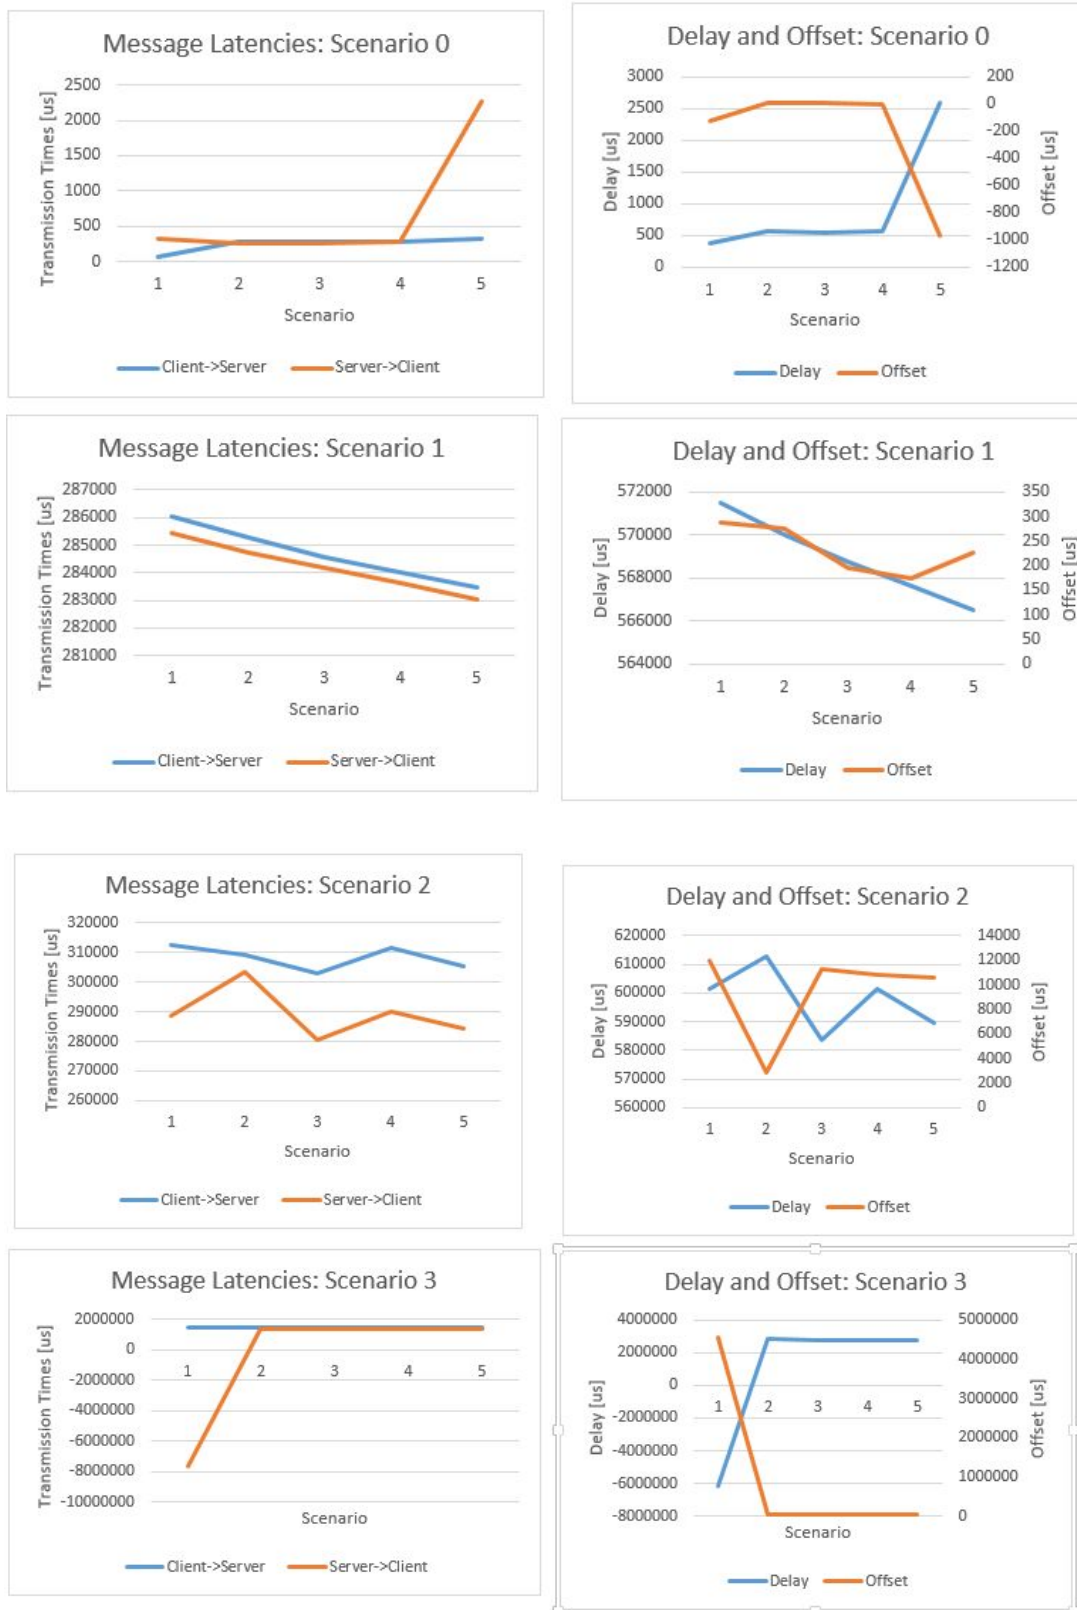 Message Latencies: Scenario 0
Transmission Times [us]
2500
2000
1500
1000
500
0
1 2 3 4 5
Scenario
Client->Server Server->Client
Delay and Offset: Scenario 0
Delay [us]
3000
2500
2000
1500
1000
500
0
200
0
-200
-400
-600
-800
-1000
-1200
Offset [us]
1 2 3 4 5
Scenario
Delay Offset
Message Latencies: Scenario 1
Transmission Times [us]
287000
286000
285000
284000
283000
282000
281000
1 2 3 4 5
Scenario
Client->Server Server->Client
Delay and Offset: Scenario 1
Delay [us]
572000
570000
568000
566000
564000
350
300
250
200
150
100
50
0
Offset [us]
1 2 3 4 5
Scenario
Delay Offset
Message Latencies: Scenario 2
Transmission Times [us]
320000
310000
300000
290000
280000
270000
260000
1 2 3 4 5
Scenario
Client->Server Server->Client
Delay and Offset: Scenario 2
Delay [us]
620000
610000
600000
590000
580000
570000
560000
14000
12000
10000
8000
6000
4000
2000
0
Offset [us]
1 2 3 4 5
Scenario
Delay Offset
Message Latencies: Scenario 3
Transmission Times [us]
2000000
0
-2000000
-4000000
-6000000
-8000000
-10000000
1 2 3 4 5
Scenario
Client->Server Server->Client
Delay and Offset: Scenario 3
Delay [us]
4000000
2000000
0
-2000000
-4000000
-6000000
-8000000
5000000
4000000
3000000
2000000
1000000
0
Offset [us]
1 2 3 4 5
Scenario
Delay Offset